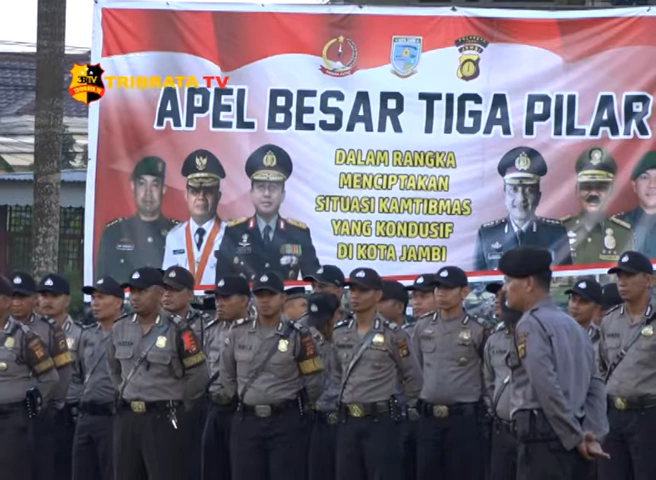 TRIBRATA TV
APEL BESAR TIGA PILAR
DALAM RANGKA
MENCIPTAKAN
SITUASI KAMTIBMAS
YANG KONDUSIF
DI KOTA JAMBI